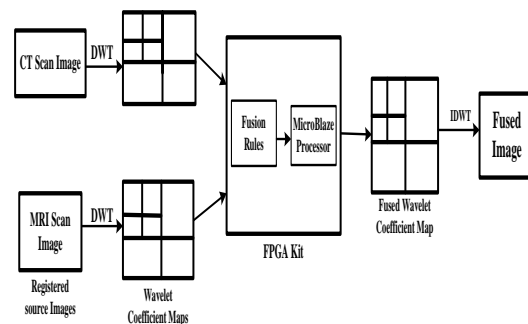 CT Scan Image
DWT
Fusion
Rules
MicroBlaze
Processor
IDWT
Fused
Image
MRI Scan
Image
DWT
Registered
source Images
Wavelet
Coefficient Maps
FPGA Kit
Fused Wavelet
Coefficient Map